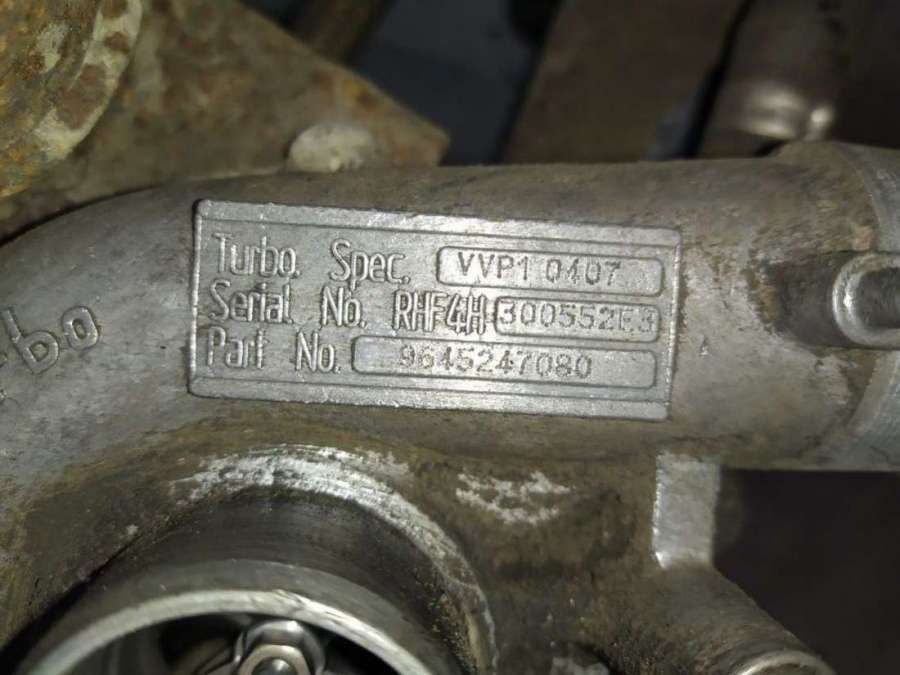 Turbo. Spec. VVP1 0407
Serial No. RHF4H 300552E3
Part No. 9645247080